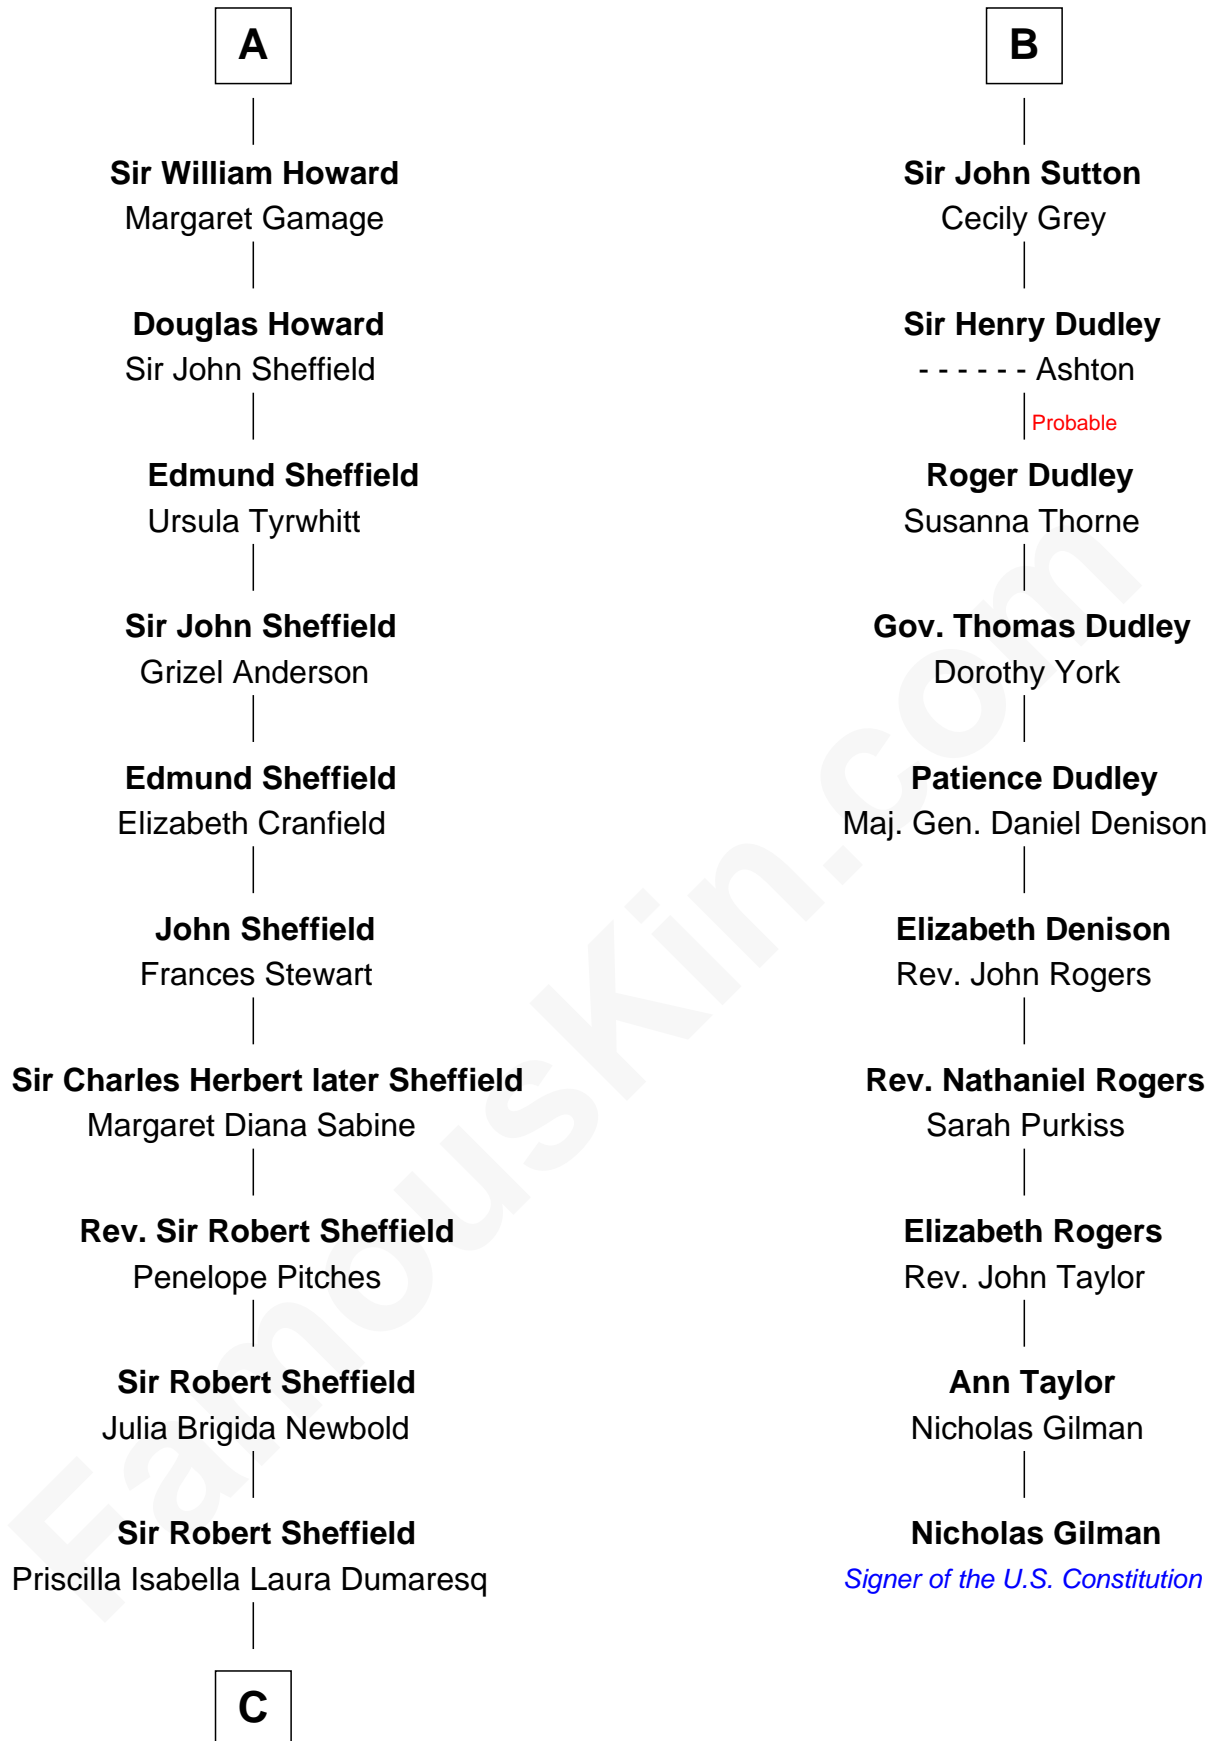 A
Sir William Howard
Margaret Gamage
Douglas Howard
Sir John Sheffield
Edmund Sheffield
Ursula Tyrwhitt
Sir John Sheffield
Grizel Anderson
Edmund Sheffield
Elizabeth Cranfield
John Sheffield
Frances Stewart
Sir Charles Herbert later Sheffield
Margaret Diana Sabine
Rev. Sir Robert Sheffield
Penelope Pitches
Sir Robert Sheffield
Julia Brigida Newbold
Sir Robert Sheffield
Priscilla Isabella Laura Dumaresq
C
B
Sir John Sutton
Cecily Grey
Sir Henry Dudley
- - - - - - Ashton
Probable
Roger Dudley
Susanna Thorne
Gov. Thomas Dudley
Dorothy York
Patience Dudley
Maj. Gen. Daniel Denison
Elizabeth Denison
Rev. John Rogers
Rev. Nathaniel Rogers
Sarah Purkiss
Elizabeth Rogers
Rev. John Taylor
Ann Taylor
Nicholas Gilman
Nicholas Gilman
Signer of the U.S. Constitution
FamousKin.com